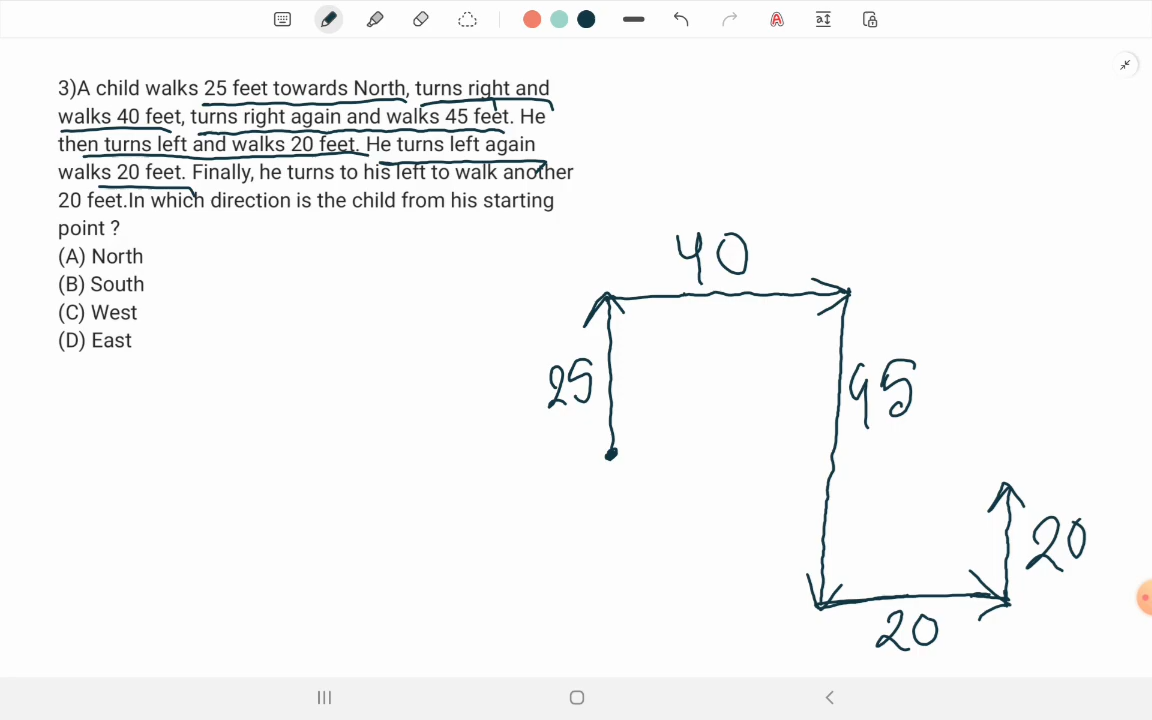 3)A child walks 25 feet towards North, turns right and
walks 40 feet, turns right again and walks 45 feet. He
then turns left and walks 20 feet. He turns left again
walks 20 feet. Finally, he turns to his left to walk another
20 feet.In which direction is the child from his starting
point ?
(A) North
(B) South
(C) West
(D) East
40
25
45
20
20